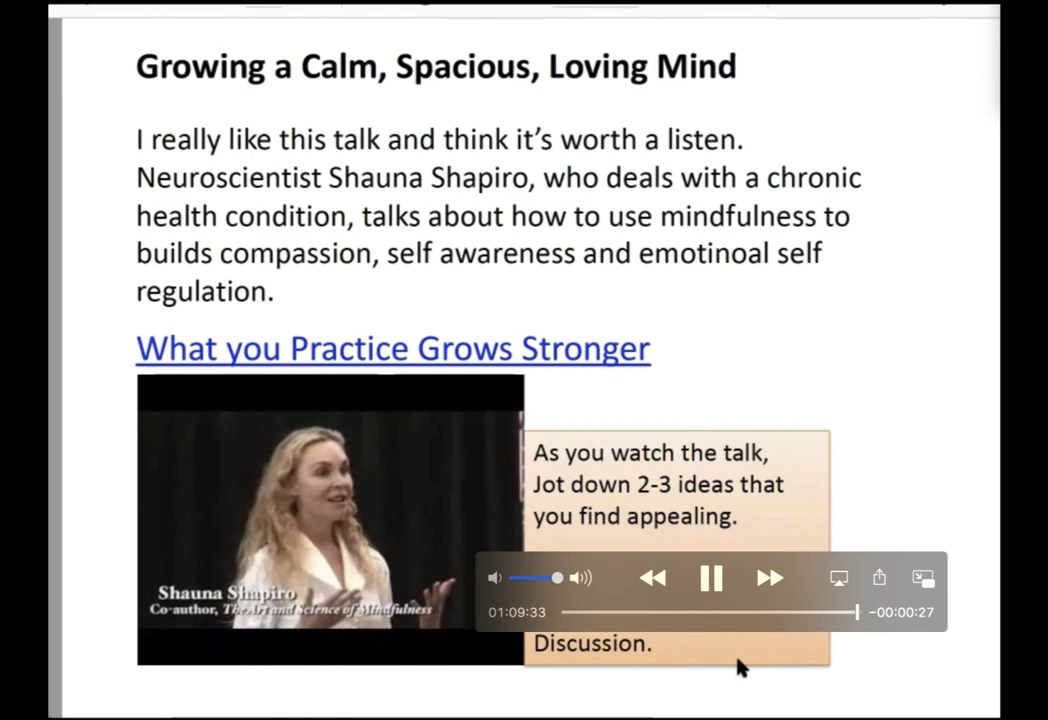 Growing a Calm, Spacious, Loving Mind
I really like this talk and think it's worth a listen.
Neuroscientist Shauna Shapiro, who deals with a chronic
health condition, talks about how to use mindfulness to
builds compassion, self awareness and emotinoal self
regulation.
What you Practice Grows Stronger
As you watch the talk,
Jot down 2-3 ideas that
you find appealing.
Shauna Shapiro
Co-author, The Art and Science of Mindfulness
01:09:33
−00:00:27
Discussion.